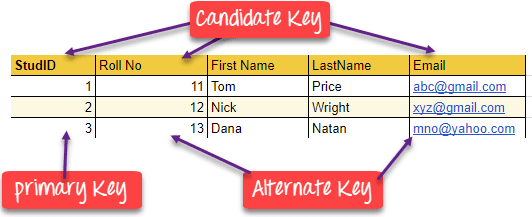 Candidate Key
StudID Roll No First Name LastName Email
1 11 Tom Price abc@gmail.com
2 12 Nick Wright xyz@gmail.com
3 13 Dana Natan mno@yahoo.com
primary Key Alternate Key